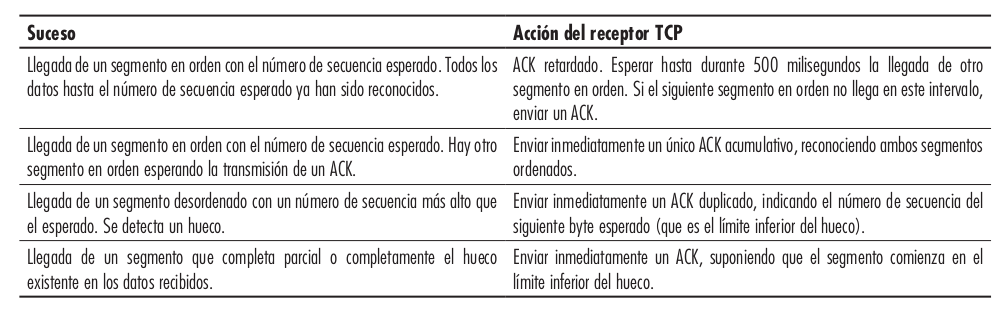 Suceso
Acción del receptor TCP
Llegada de un segmento en orden con el número de secuencia esperado. Todos los
datos hasta el número de secuencia esperado ya han sido reconocidos.
ACK retardado. Esperar hasta durante 500 milisegundos la llegada de otro
segmento en orden. Si el siguiente segmento en orden no llega en este intervalo,
enviar un ACK.
Llegada de un segmento en orden con el número de secuencia esperado. Hay otro
segmento en orden esperando la transmisión de un ACK.
Enviar inmediatamente un único ACK acumulativo, reconociendo ambos segmentos
ordenados.
Llegada de un segmento desordenado con un número de secuencia más alto que
el esperado. Se detecta un hueco.
Enviar inmediatamente un ACK duplicado, indicando el número de secuencia del
siguiente byte esperado (que es el límite inferior del hueco).
Llegada de un segmento que completa parcial o completamente el hueco
existente en los datos recibidos.
Enviar inmediatamente un ACK, suponiendo que el segmento comienza en el
límite inferior del hueco.